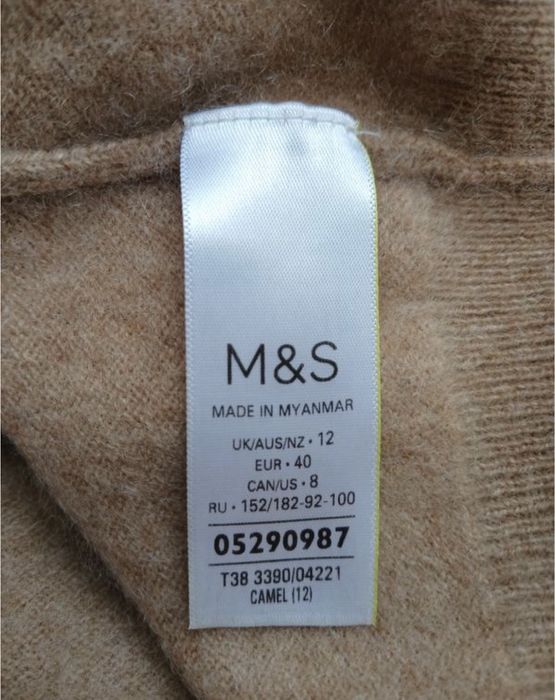 M&S
MADE IN MYANMAR
UK/AUS/NZ • 12
EUR • 40
CAN/US • 8
RU • 152/182-92-100
05290987
T38 3390/04221
CAMEL (12)